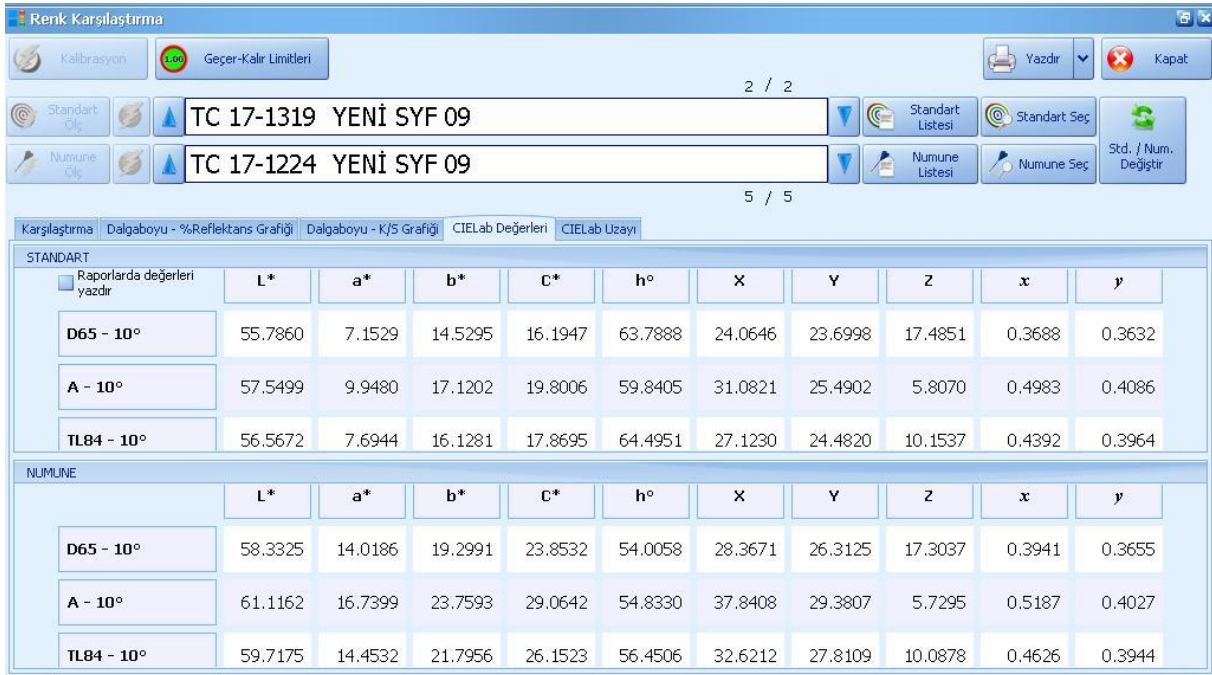 Renk Karşılaştırma
Kalibrasyon 1.00 Geçer-Kalır Limitleri Yazdır Kapat
2 / 2
Standart Ölç TC 17-1319 YENİ SYF 09 Standart Listesi Standart Seç
Numune Ölç TC 17-1224 YENİ SYF 09 Numune Listesi Numune Seç Std. / Num. Değiştir
5 / 5
Karşılaştırma Dalgaboyu - %Reflektans Grafiği Dalgaboyu - K/S Grafiği CIELab Değerleri CIELab Uzayı
STANDART
Raporlarda değerleri yazdır L* a* b* C* h° X Y Z x y
D65 - 10° 55.7860 7.1529 14.5295 16.1947 63.7888 24.0646 23.6998 17.4851 0.3688 0.3632
A - 10° 57.5499 9.9480 17.1202 19.8006 59.8405 31.0821 25.4902 5.8070 0.4983 0.4086
TL84 - 10° 56.5672 7.6944 16.1281 17.8695 64.4951 27.1230 24.4820 10.1537 0.4392 0.3964
NUMUNE
L* a* b* C* h° X Y Z x y
D65 - 10° 58.3325 14.0186 19.2991 23.8532 54.0058 28.3671 26.3125 17.3037 0.3941 0.3655
A - 10° 61.1162 16.7399 23.7593 29.0642 54.8330 37.8408 29.3807 5.7295 0.5187 0.4027
TL84 - 10° 59.7175 14.4532 21.7956 26.1523 56.4506 32.6212 27.8109 10.0878 0.4626 0.3944